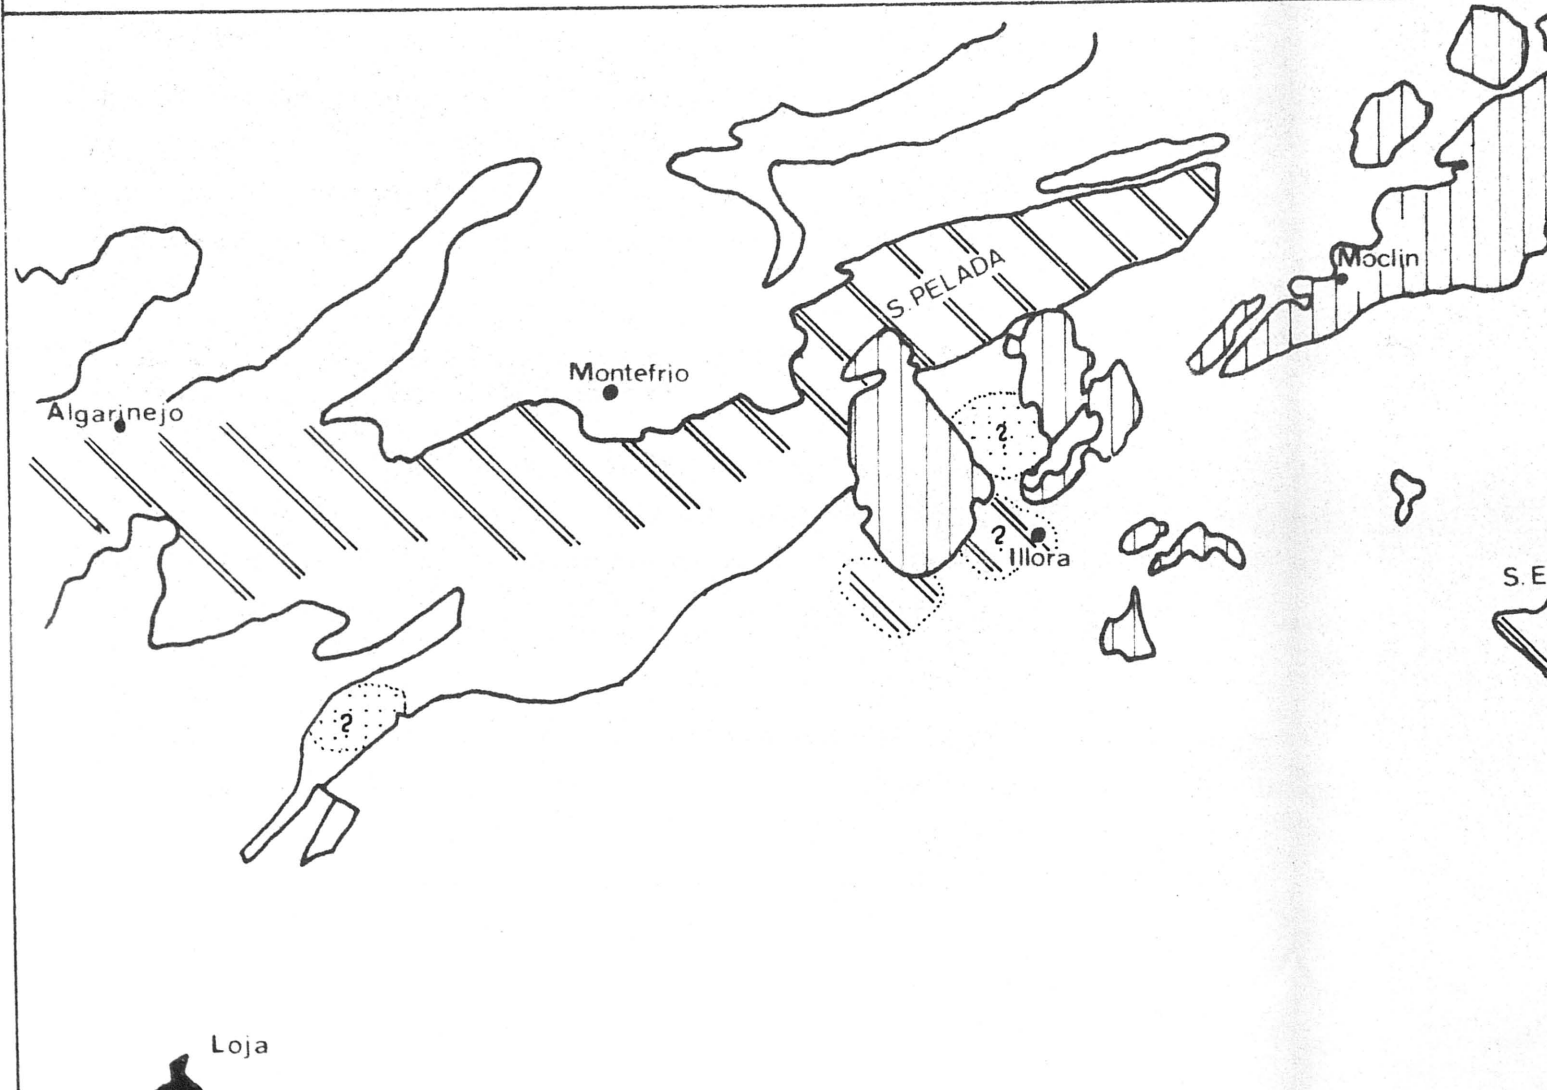 S. PELADA
Moclin
Montefrio
Algarinejo
?
?
Illora
S. E
?
Loja